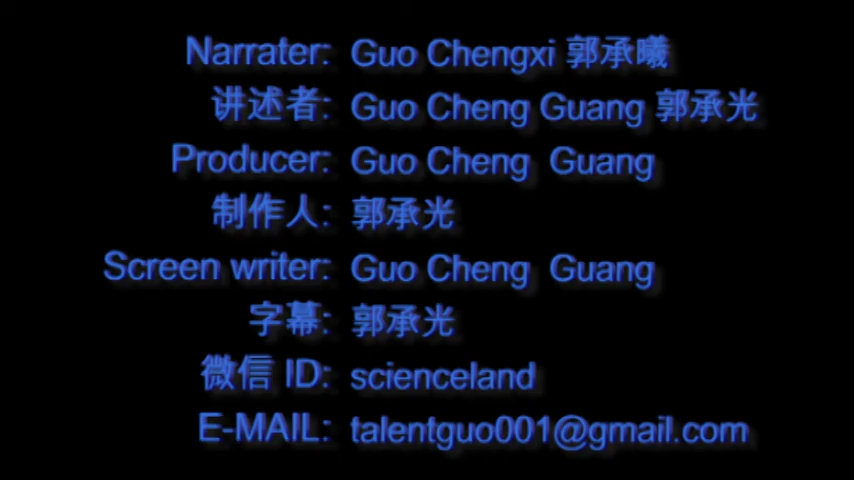 Narrater: Guo Chengxi 郭承曦
讲述者: Guo Cheng Guang 郭承光
Producer: Guo Cheng Guang
制作人: 郭承光
Screen writer: Guo Cheng Guang
字幕: 郭承光
微信 ID: scienceland
E-MAIL: talentguo001@gmail.com